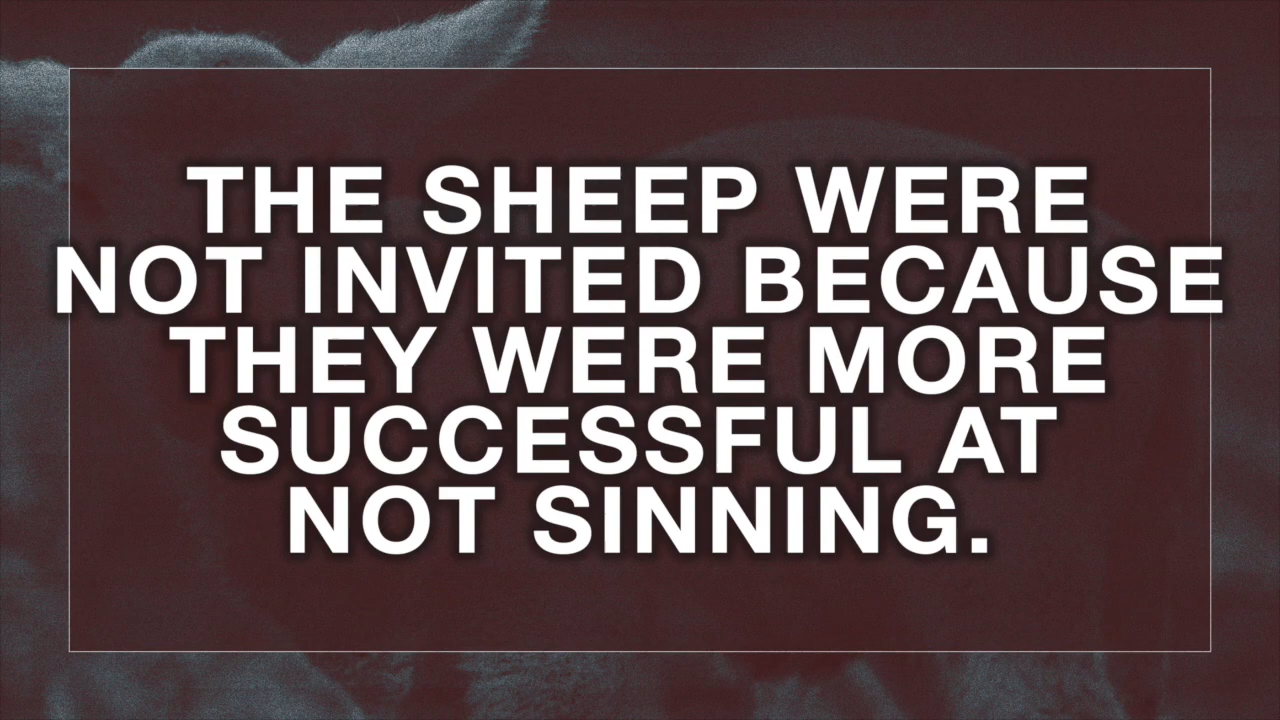 THE SHEEP WERE
NOT INVITED BECAUSE
THEY WERE MORE
SUCCESSFUL AT
NOT SINNING.